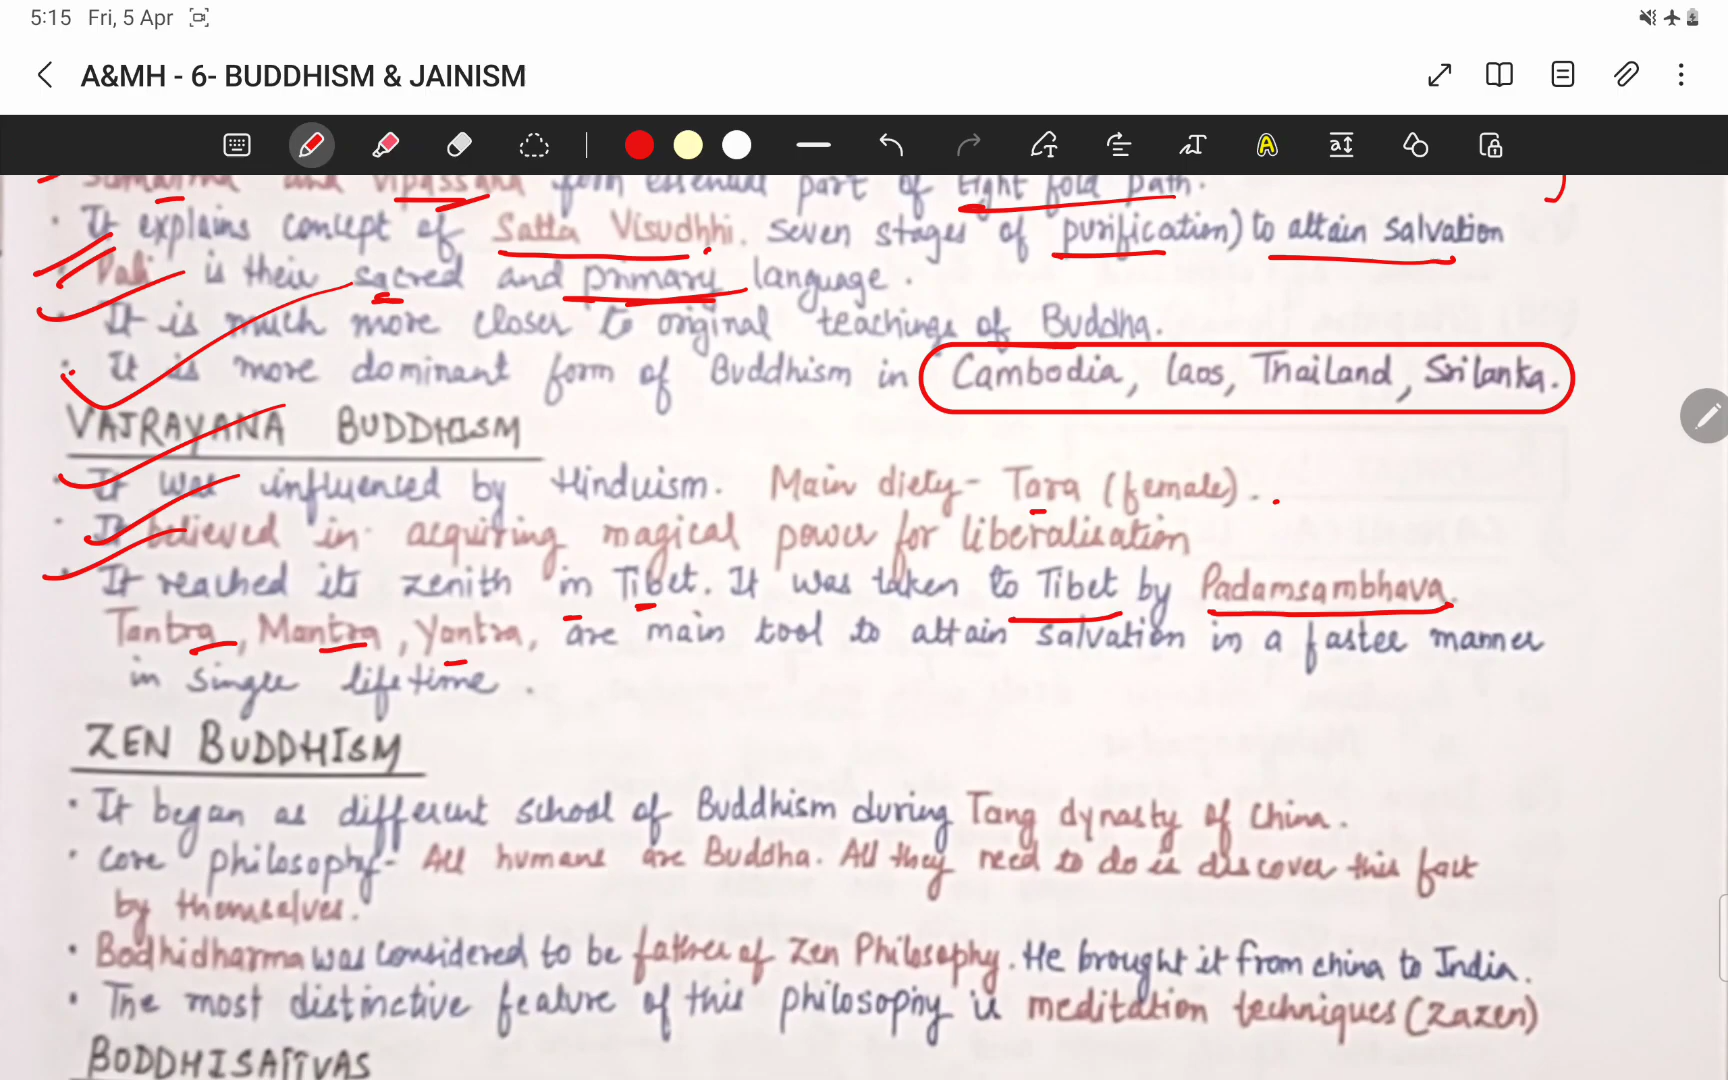 5:15 Fri, 5 Apr
A&MH - 6- BUDDHISM & JAINISM
Samatha and Vipassana form essential part of Eight fold path.
· It explains concept of Satta Visudhhi. Seven stages of purification) to attain salvation
· Pali is their sacred and primary language.
· It is much more closer to original teachings of Buddha.
· It is more dominant form of Buddhism in Cambodia, Laos, Thailand, Srilanka.
VAJRAYANA BUDDHISM
· It was influenced by Hinduism. Main diety- Tara (female).
· It believed in acquiring magical power for liberalisation
· It reached its zenith in Tibet. It was taken to Tibet by Padamsambhava.
Tantra, Mantra, Yantra, are main tool to attain salvation in a faster manner
in single lifetime.
ZEN BUDDHISM
· It began as different school of Buddhism during Tang dynasty of China.
· Core philosophy- All humans are Buddha. All they need to do is discover this fact
by themselves.
· Bodhidharma was considered to be father of Zen Philosophy. He brought it from china to India.
· The most distinctive feature of this philosophy is meditation techniques (zazen)
BODDHISATTVAS